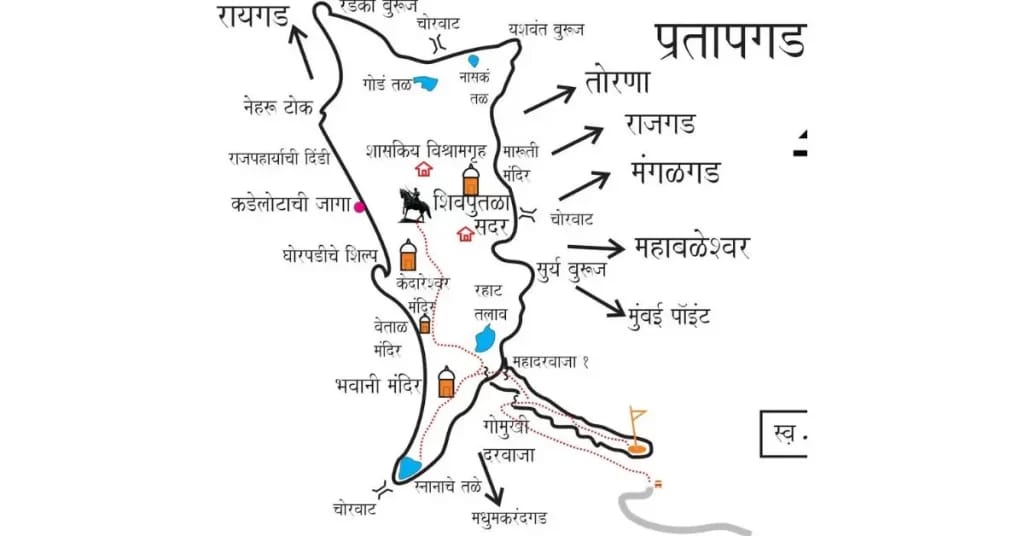 रेडका बुरूज
रायगड
चोरवाट
यशवंत बुरूज
प्रतापगड
गोडं तळ
नासकं
तळ
तोरणा
नेहरू टोक
राजगड
राजपहार्याची दिंडी
शासकिय विश्रामगृह
मारूती
मंदिर
मंगळगड
कडेलोटाची जागा
शिवपुतळा
चोरवाट
सदर
महावळेश्वर
घोरपडीचे शिल्प
सुर्य बुरूज
केदारेश्वर
मंदिर
रहाट
तलाव
मुंबई पॉइंट
वेताळ
मंदिर
महादरवाजा १
भवानी मंदिर
गोमुखी
दरवाजा
स्व.
स्नानाचे तळे
चोरवाट
मधुमकरंदगड